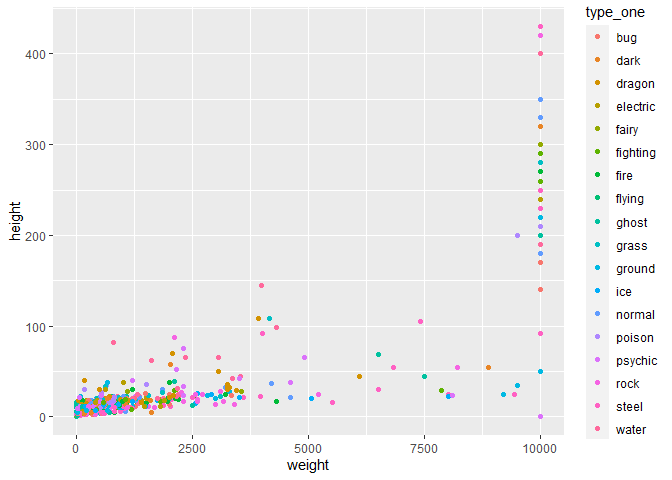 type_one
bug
dark
dragon
electric
fairy
fighting
fire
flying
ghost
grass
ground
ice
normal
poison
psychic
rock
steel
water
height
400
300
200
100
0
0
2500
5000
7500
10000
weight